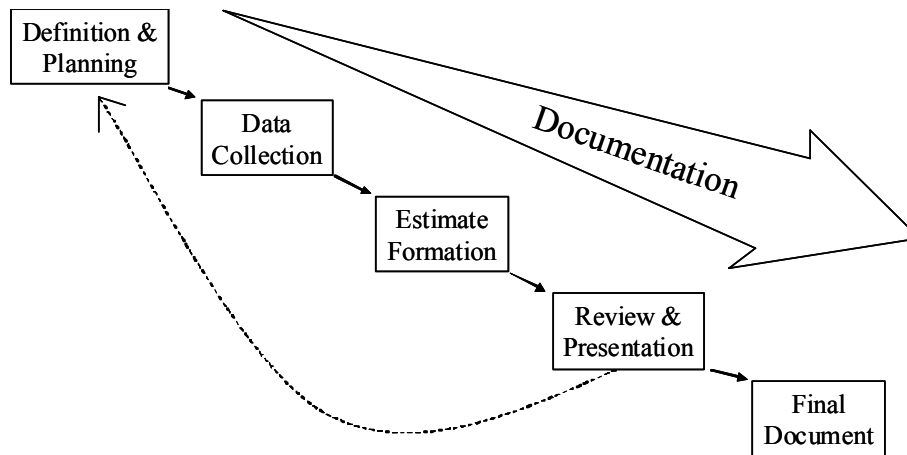 Definition &
Planning
Documentation
Data
Collection
Estimate
Formation
Review &
Presentation
Final
Document